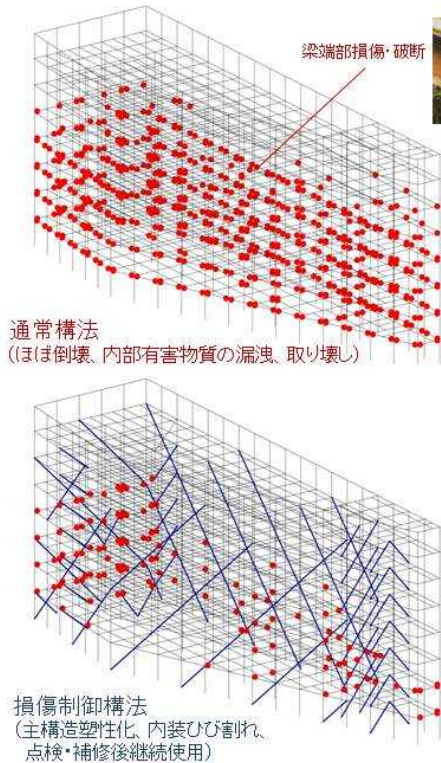 梁端部損傷・破断
通常構法
(ほぼ倒壊、内部有害物質の漏洩、取り壊し)
損傷制御構法
(主構造塑性化、内装ひび割れ、
点検・補修後継続使用)